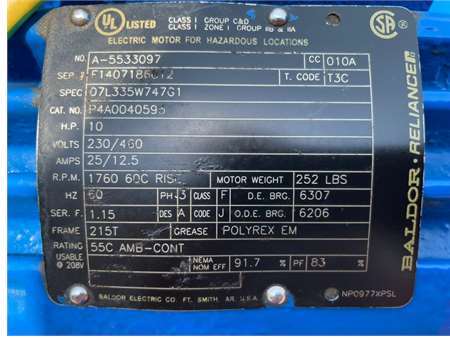 UL LISTED CLASS I GROUP C&D
CLASS I ZONE I GROUP IIB & IIA
ELECTRIC MOTOR FOR HAZARDOUS LOCATIONS
SA
NO. A-5533097 CC 010A
SER. T. CODE T3C
SPEC 07L335W747G1
CAT. NO. P4A004059
H.P. 10
VOLTS 230/460
AMPS 25/12.5
R.P.M. 1760 60C RISE MOTOR WEIGHT 252 LBS
HZ 60 PH 3 CLASS F D.E. BRG. 6307
SER. F. 1.15 DES A CODE J O.D.E. BRG. 6206
FRAME 215T GREASE POLYREX EM
RATING 55C AMB-CONT
USABLE @ 208V NEMA NOM EFF 91.7 % PF 83 %
BALDOR ELECTRIC CO. FT. SMITH, AR. U.S.A.
NP0977XPSL
BALDOR · RELIANCE